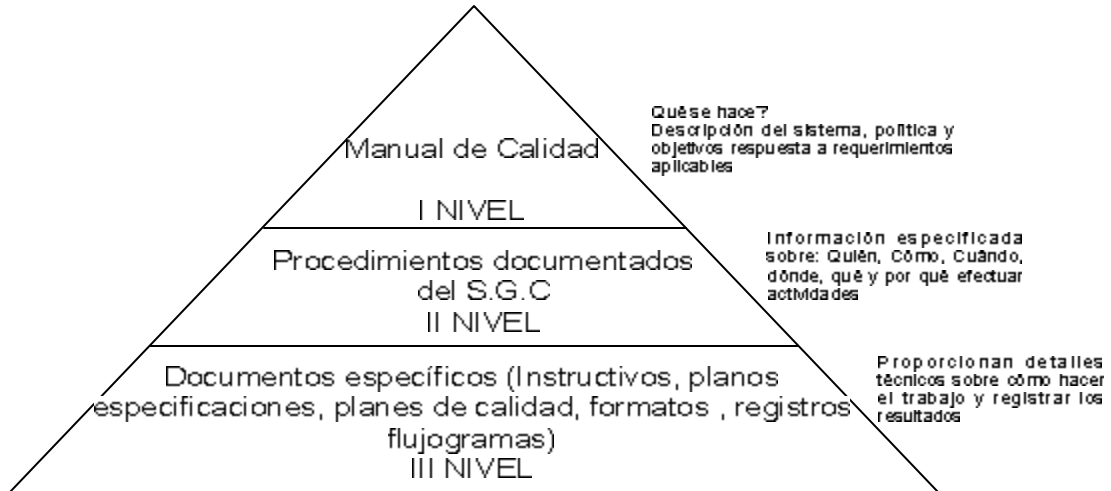 Qué se hace?
Descripción del sistema, política y
objetivos respuesta a requerimientos
aplicables
Manual de Calidad
I NIVEL
Información especificada
sobre: Quién, Cómo, Cuándo,
dónde, qué y por qué efectuar
actividades
Procedimientos documentados
del S.G.C
II NIVEL
Proporcionan detalles
técnicos sobre cómo hacer
el trabajo y registrar los
resultados
Documentos específicos (Instructivos, planos
especificaciones, planes de calidad, formatos , registros
flujogramas)
III NIVEL